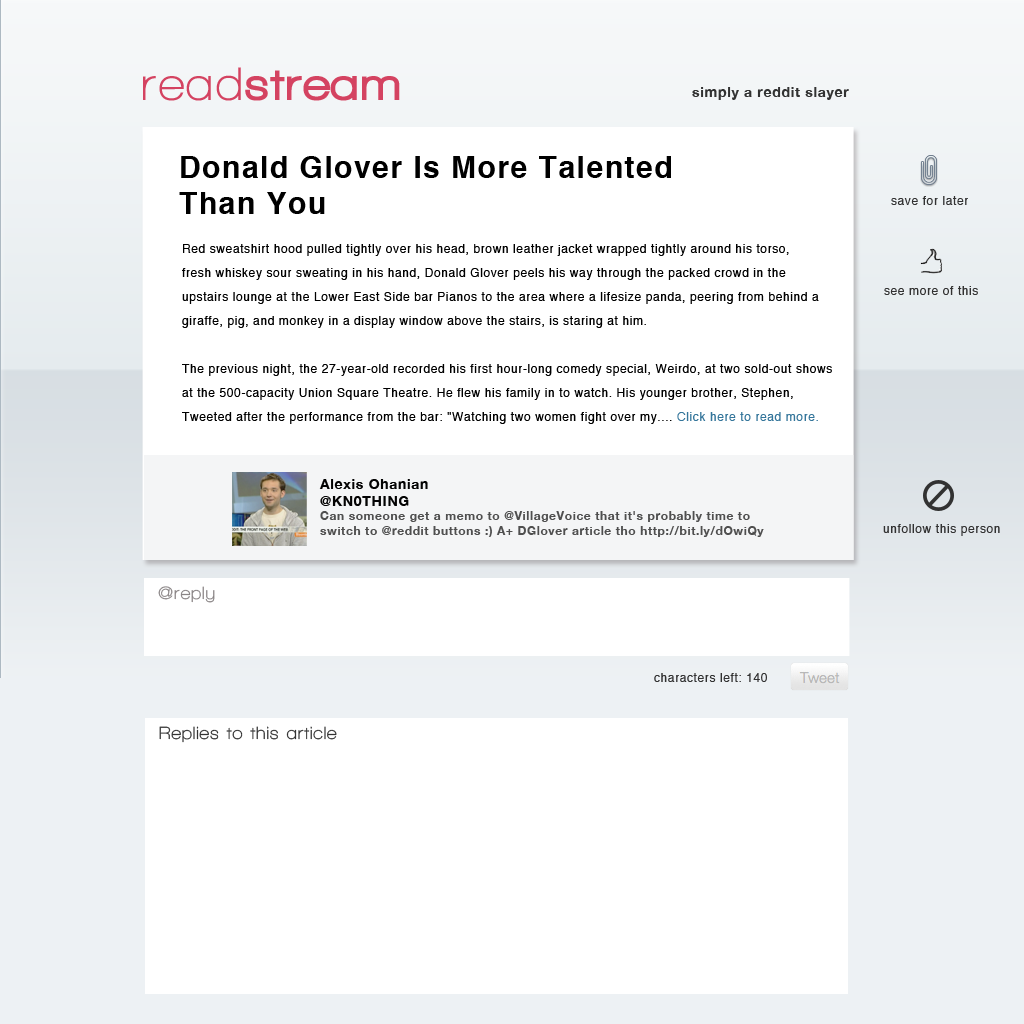 readstream
simply a reddit slayer
Donald Glover Is More Talented
Than You
Red sweatshirt hood pulled tightly over his head, brown leather jacket wrapped tightly around his torso,
fresh whiskey sour sweating in his hand, Donald Glover peels his way through the packed crowd in the
upstairs lounge at the Lower East Side bar Pianos to the area where a lifesize panda, peering from behind a
giraffe, pig, and monkey in a display window above the stairs, is staring at him.
The previous night, the 27-year-old recorded his first hour-long comedy special, Weirdo, at two sold-out shows
at the 500-capacity Union Square Theatre. He flew his family in to watch. His younger brother, Stephen,
Tweeted after the performance from the bar: "Watching two women fight over my.... Click here to read more.
save for later
see more of this
Alexis Ohanian
@KN0THING
Can someone get a memo to @VillageVoice that it's probably time to
switch to @reddit buttons :) A+ DGlover article tho http://bit.ly/dOwiQy
FRONT PAGE OF THE WEB
unfollow this person
@reply
characters left: 140
Tweet
Replies to this article